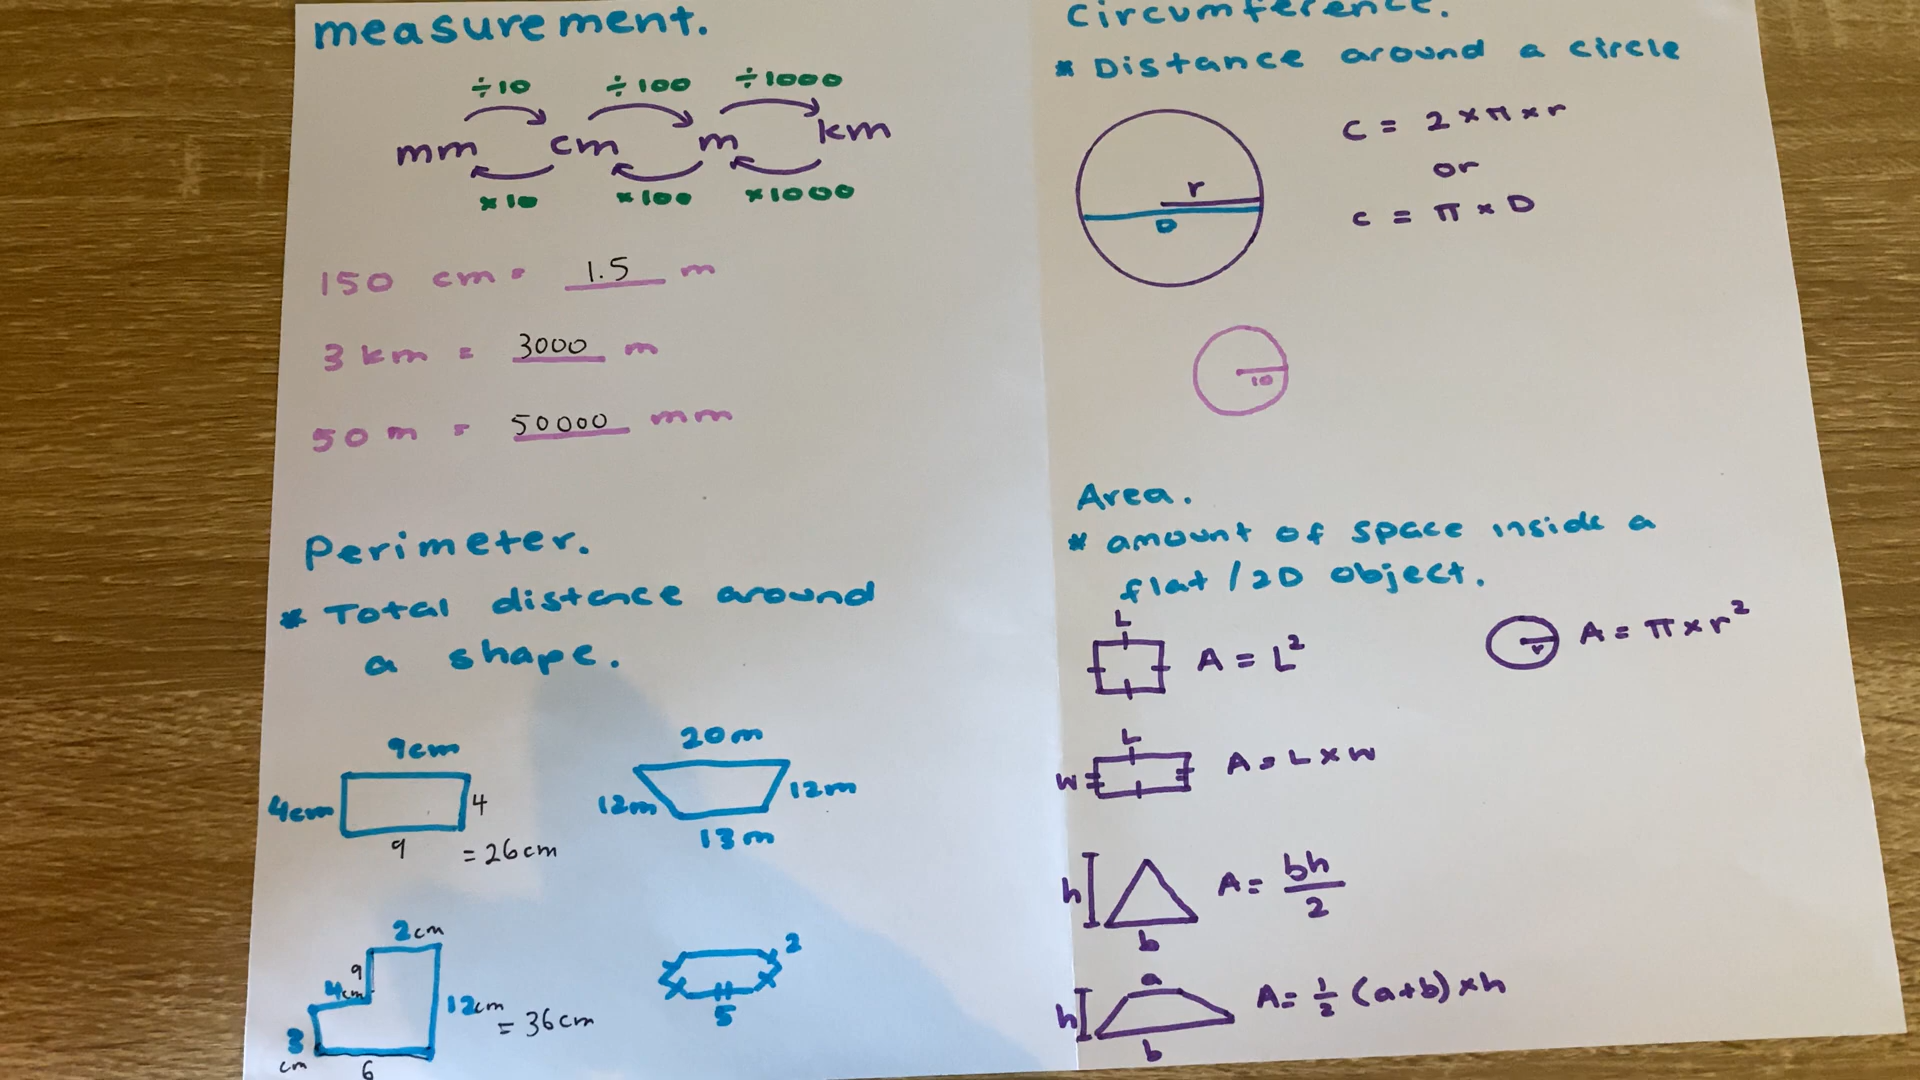 measurement.
÷10 ÷100 ÷1000
mm cm m km
×10 ×100 ×1000
150 cm = 1.5 m
3 km = 3000 m
50 m = 50000 mm
Perimeter.
* Total distance around
a shape.
9cm
4cm 4
9 = 26cm
20m
12m 12m
13m
2cm
9
4cm
12cm
= 36cm
3
cm
6
2
5
Circumference.
* Distance around a circle
C = 2 × π × r
or
C = π × D
r
D
10
Area.
* amount of space inside a
flat / 2D object.
L
A = L²
r A = π × r²
L
W A = L × W
h A = bh
2
b
a
h A = ½ (a+b) × h
b